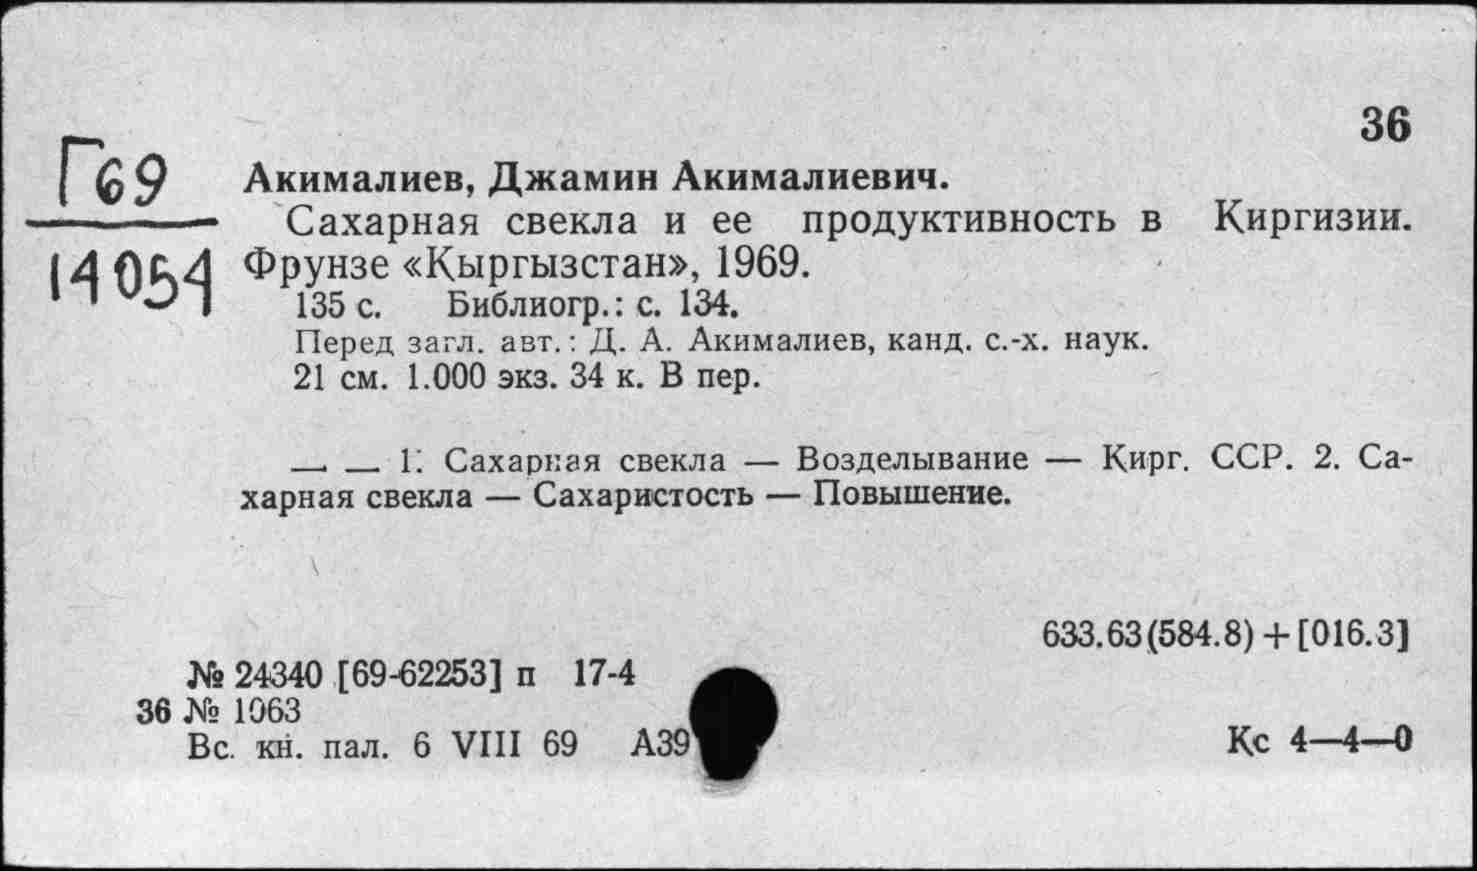 36
Г69
14054
Акималиев, Джамин Акималиевич.
Сахарная свекла и ее продуктивность в Киргизии.
Фрунзе «Кыргызстан», 1969.
135 с. Библиогр.: с. 134.
Перед загл. авт.: Д. А. Акималиев, канд. с.-х. наук.
21 см. 1.000 экз. 34 к. В пер.
—. — 1. Сахарная свекла — Возделывание — Кирг. ССР. 2. Са-
харная свекла — Сахаристость — Повышение.
633.63(584.8) + [016.3]
№ 24340 [69-62253] п 17-4
36 № 1063
Вс. кн. пал. 6 VIII 69 А39
Кс 4—4—0